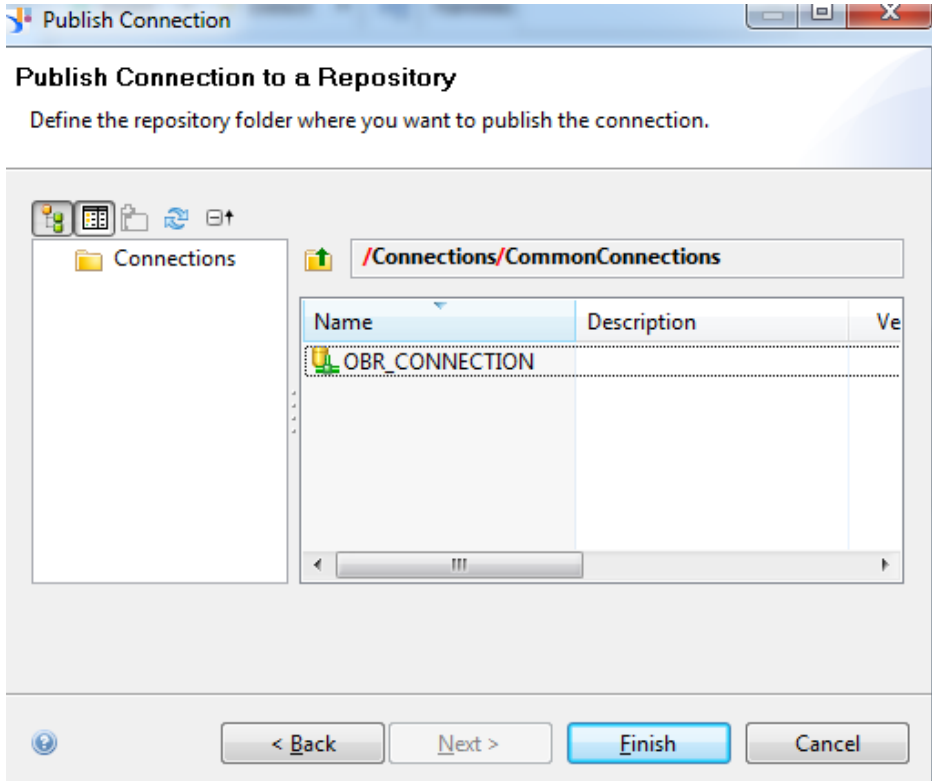 Publish Connection
Publish Connection to a Repository
Define the repository folder where you want to publish the connection.
Connections
/Connections/CommonConnections
Name Description Ve
OBR_CONNECTION
< Back Next > Finish Cancel